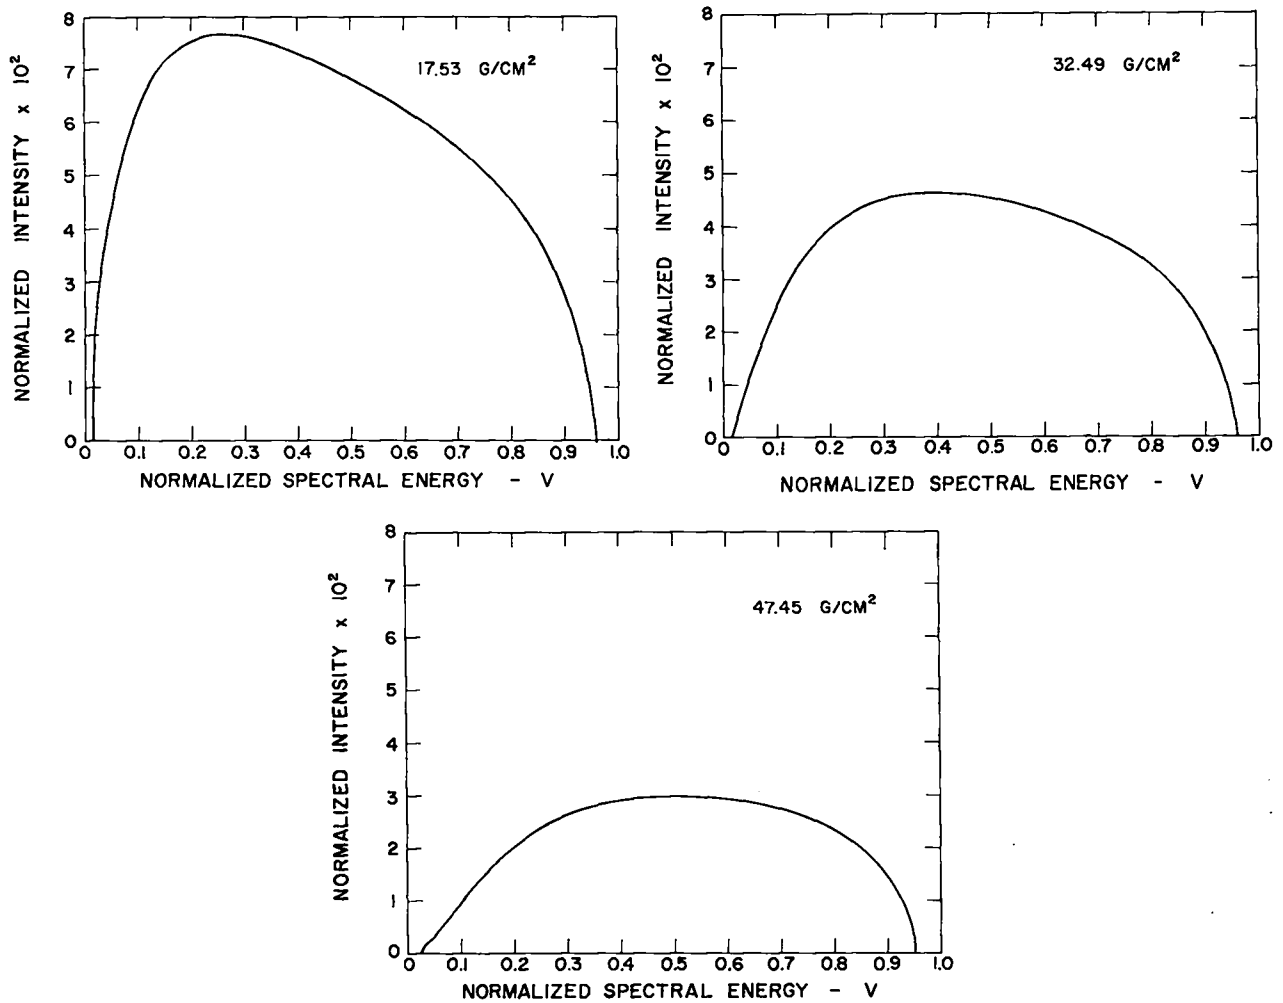 NORMALIZED INTENSITY x 10²
8
7
6
5
4
3
2
1
0
17.53 G/CM²
0 0.1 0.2 0.3 0.4 0.5 0.6 0.7 0.8 0.9 1.0
NORMALIZED SPECTRAL ENERGY - V
NORMALIZED INTENSITY x 10²
8
7
6
5
4
3
2
1
0
32.49 G/CM²
0 0.1 0.2 0.3 0.4 0.5 0.6 0.7 0.8 0.9 1.0
NORMALIZED SPECTRAL ENERGY - V
NORMALIZED INTENSITY x 10²
8
7
6
5
4
3
2
1
0
47.45 G/CM²
0 0.1 0.2 0.3 0.4 0.5 0.6 0.7 0.8 0.9 1.0
NORMALIZED SPECTRAL ENERGY - V